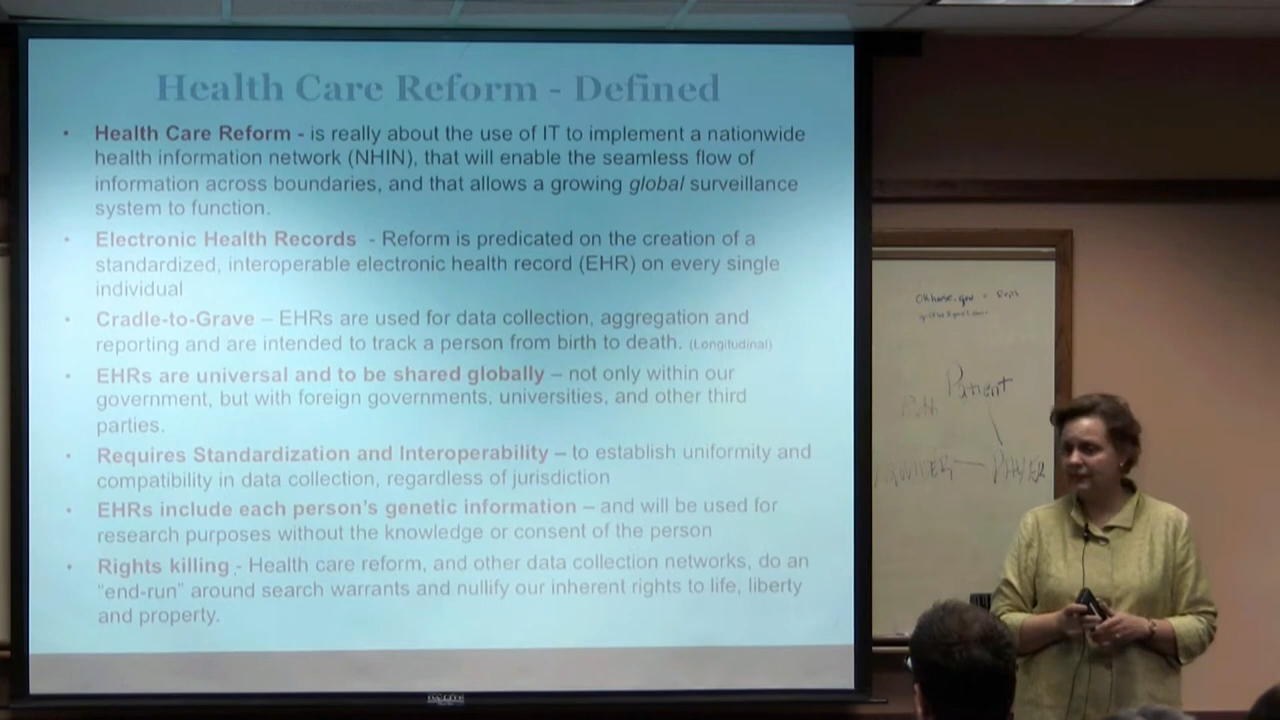 Health Care Reform - Defined
• Health Care Reform - is really about the use of IT to implement a nationwide
health information network (NHIN), that will enable the seamless flow of
information across boundaries, and that allows a growing global surveillance
system to function.
• Electronic Health Records - Reform is predicated on the creation of a
standardized, interoperable electronic health record (EHR) on every single
individual
• Cradle-to-Grave – EHRs are used for data collection, aggregation and
reporting and are intended to track a person from birth to death. (Longitudinal)
• EHRs are universal and to be shared globally – not only within our
government, but with foreign governments, universities, and other third
parties.
• Requires Standardization and Interoperability – to establish uniformity and
compatibility in data collection, regardless of jurisdiction
• EHRs include each person's genetic information – and will be used for
research purposes without the knowledge or consent of the person
• Rights killing - Health care reform, and other data collection networks, do an
"end-run" around search warrants and nullify our inherent rights to life, liberty
and property.
Patient
PAYER